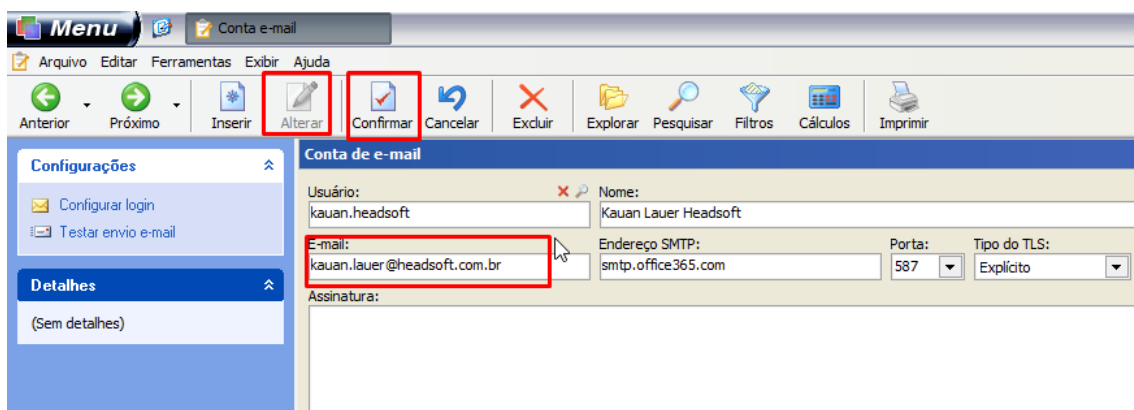 Menu
Conta e-mail
Arquivo Editar Ferramentas Exibir Ajuda
Anterior Próximo Inserir Alterar Confirmar Cancelar Excluir Explorar Pesquisar Filtros Cálculos Imprimir
Configurações
Configurar login
Testar envio e-mail
Detalhes
(Sem detalhes)
Conta de e-mail
Usuário: Nome:
kauan.headsoft Kauan Lauer Headsoft
E-mail: Endereço SMTP: Porta: Tipo do TLS:
kauan.lauer@headsoft.com.br smtp.office365.com 587 Explícito
Assinatura: